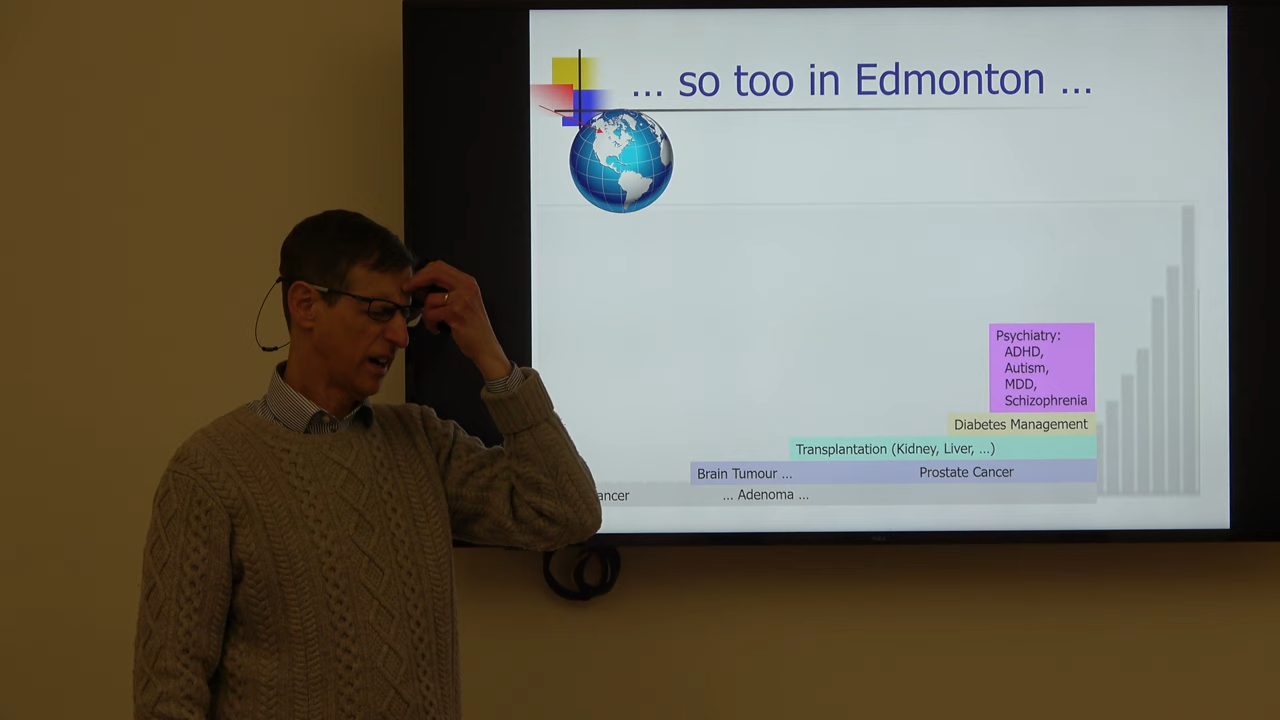 ... so too in Edmonton ...
Psychiatry:
ADHD,
Autism,
MDD,
Schizophrenia
Diabetes Management
Transplantation (Kidney, Liver, ...)
Brain Tumour ... Prostate Cancer
ancer ... Adenoma ...